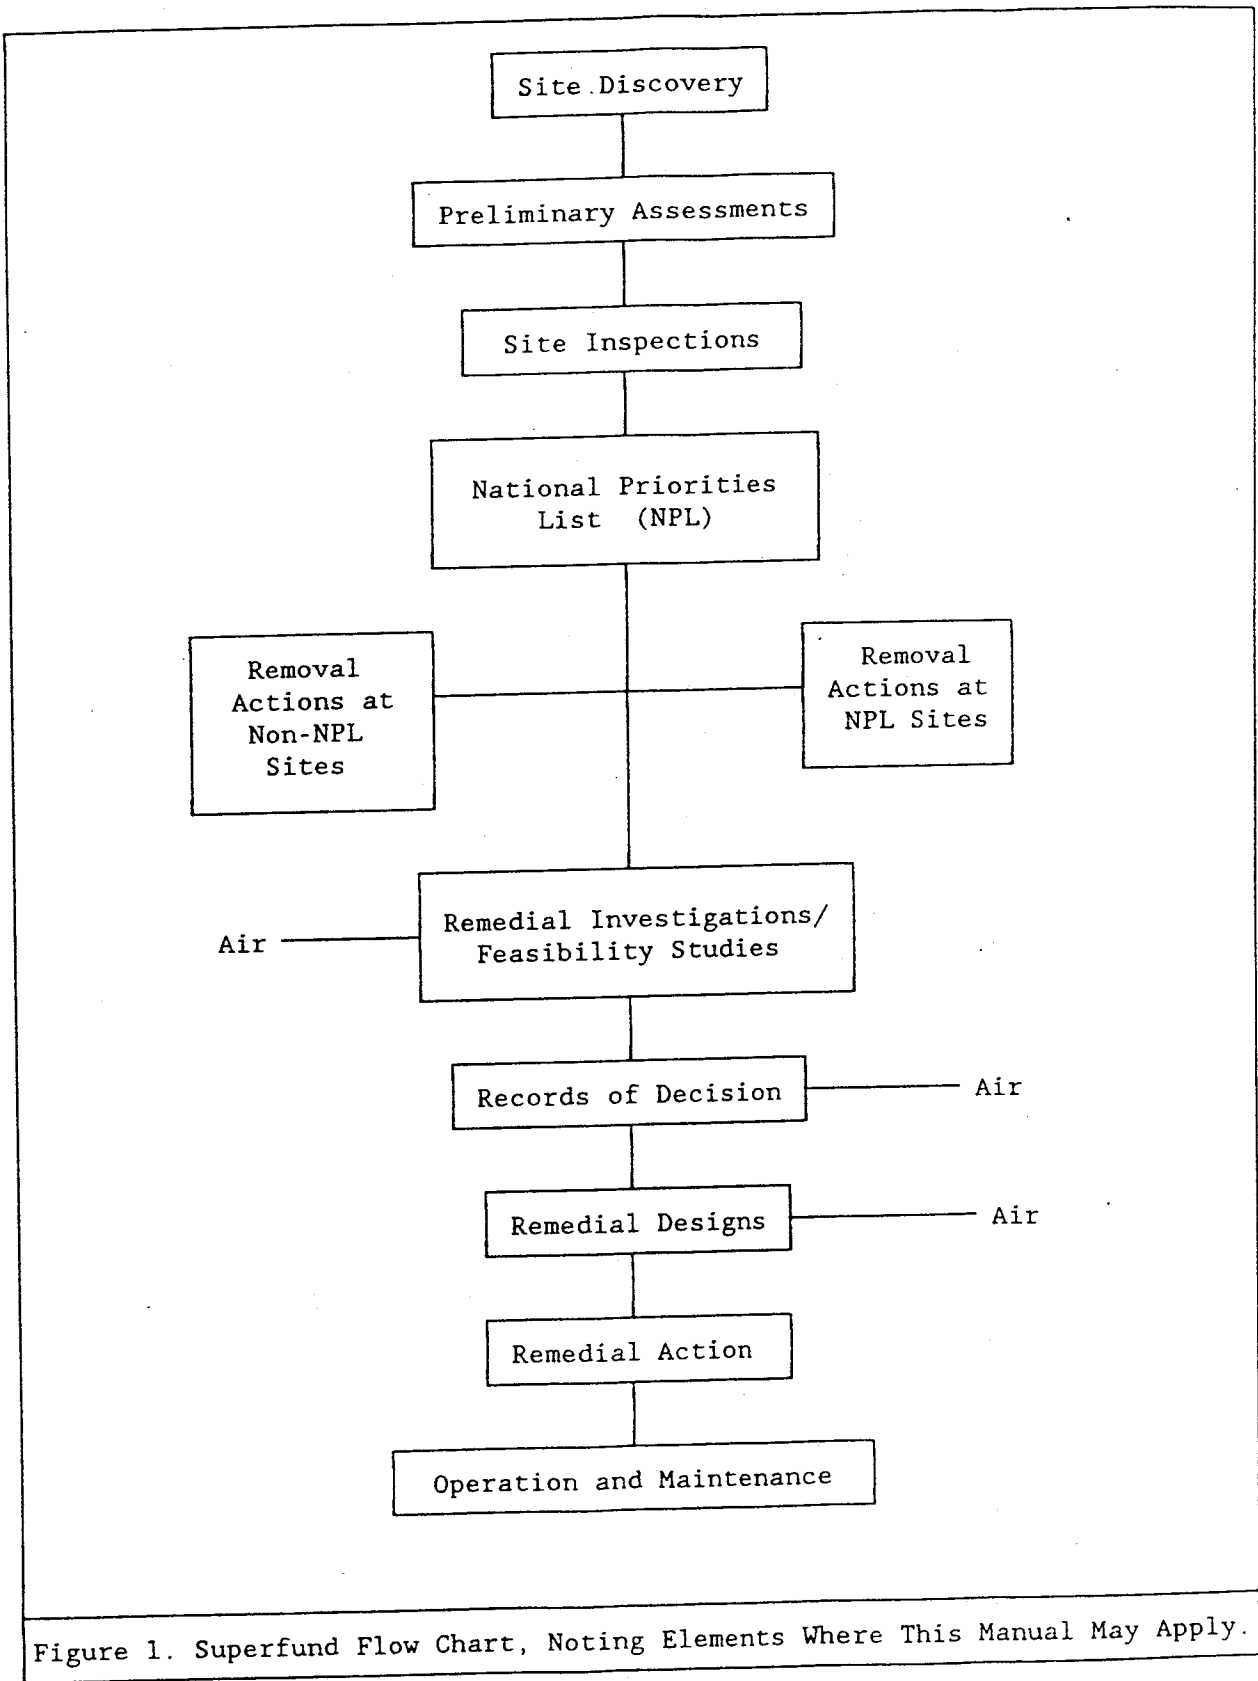 Site Discovery
Preliminary Assessments
Site Inspections
National Priorities
List (NPL)
Removal
Actions at
Non-NPL
Sites
Removal
Actions at
NPL Sites
Air
Remedial Investigations/
Feasibility Studies
Records of Decision
Air
Remedial Designs
Air
Remedial Action
Operation and Maintenance
Figure 1. Superfund Flow Chart, Noting Elements Where This Manual May Apply.